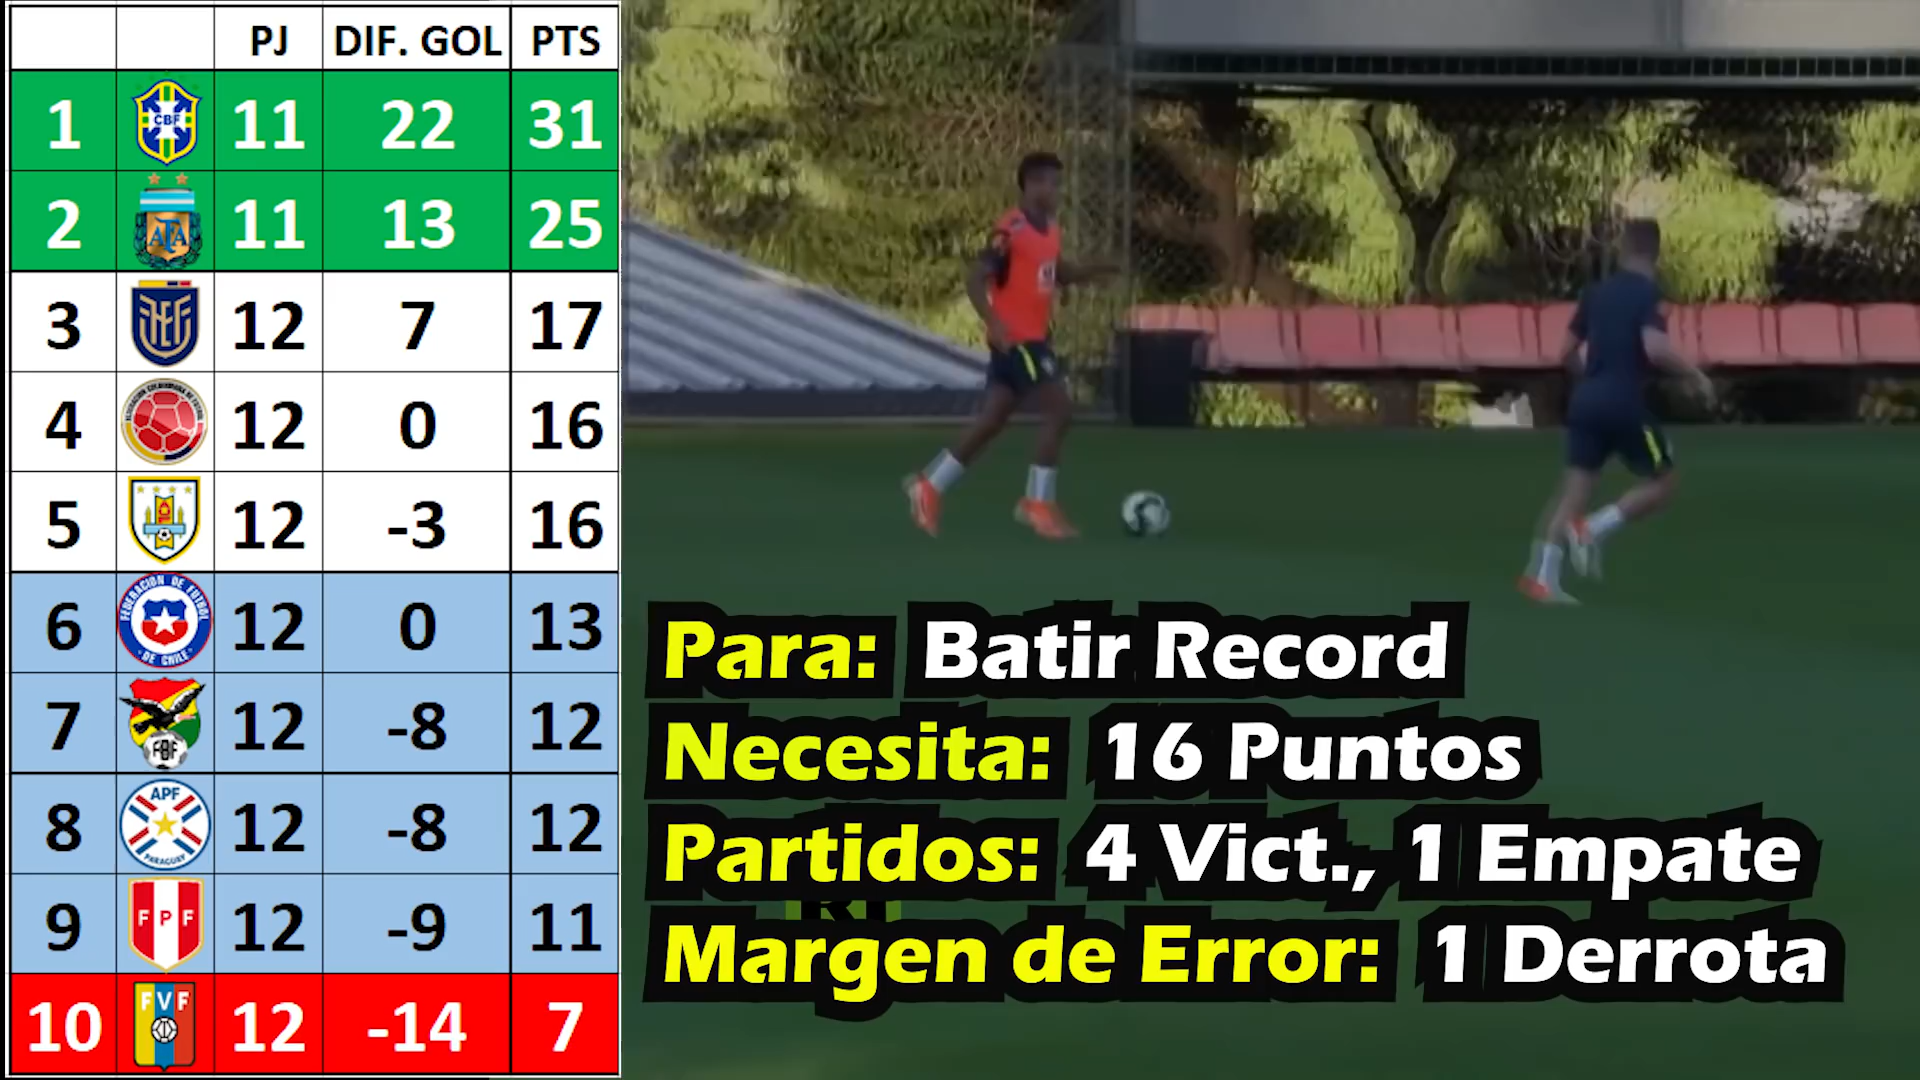 PJ DIF. GOL PTS
1 CBF 11 22 31
2 AFA 11 13 25
3 FEF 12 7 17
4 12 0 16
5 12 -3 16
6 FEDERACION DE FUTBOL DE CHILE 12 0 13
7 FBF 12 -8 12
8 APF PARAGUAY 12 -8 12
9 FPF 12 -9 11
10 FVF 12 -14 7
Para: Batir Record
Necesita: 16 Puntos
Partidos: 4 Vict., 1 Empate
Margen de Error: 1 Derrota